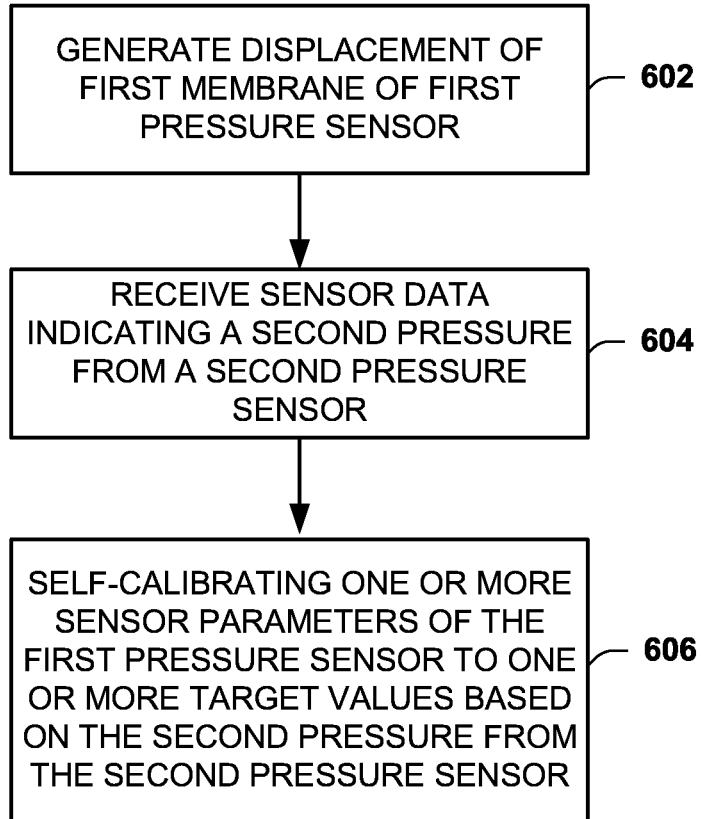 GENERATE DISPLACEMENT OF
FIRST MEMBRANE OF FIRST
PRESSURE SENSOR
602
RECEIVE SENSOR DATA
INDICATING A SECOND PRESSURE
FROM A SECOND PRESSURE
SENSOR
604
SELF-CALIBRATING ONE OR MORE
SENSOR PARAMETERS OF THE
FIRST PRESSURE SENSOR TO ONE
OR MORE TARGET VALUES BASED
ON THE SECOND PRESSURE FROM
THE SECOND PRESSURE SENSOR
606